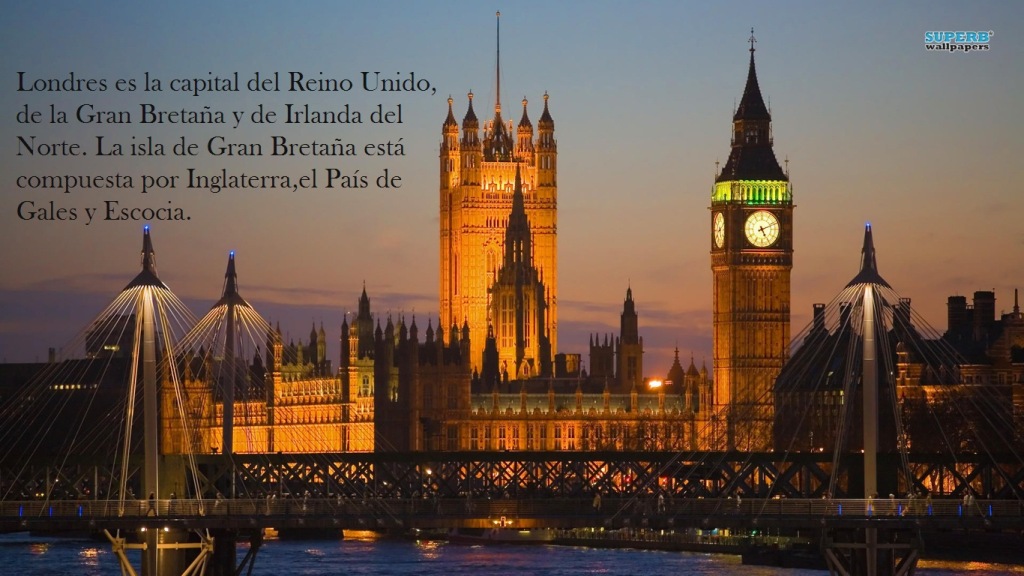 SUPERB
wallpapers
Londres es la capital del Reino Unido,
de la Gran Bretaña y de Irlanda del
Norte. La isla de Gran Bretaña está
compuesta por Inglaterra,el País de
Gales y Escocia.